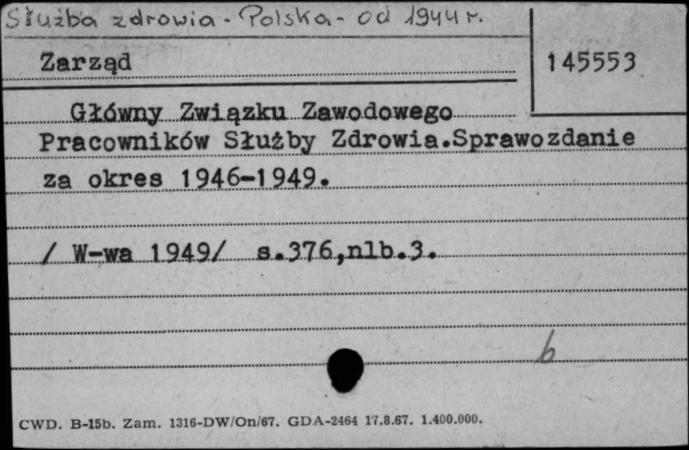 Służba zdrowia - Polska - od 1944 r.
Zarząd
145553
Główny Związku Zawodowego
Pracowników Służby Zdrowia.Sprawozdanie
za okres 1946-1949.
/ W-wa 1949/ s.376,nlb.3.
b
CWD. B-15b. Zam. 1316-DW/On/67. GDA-2464 17.8.67. 1.400.000.